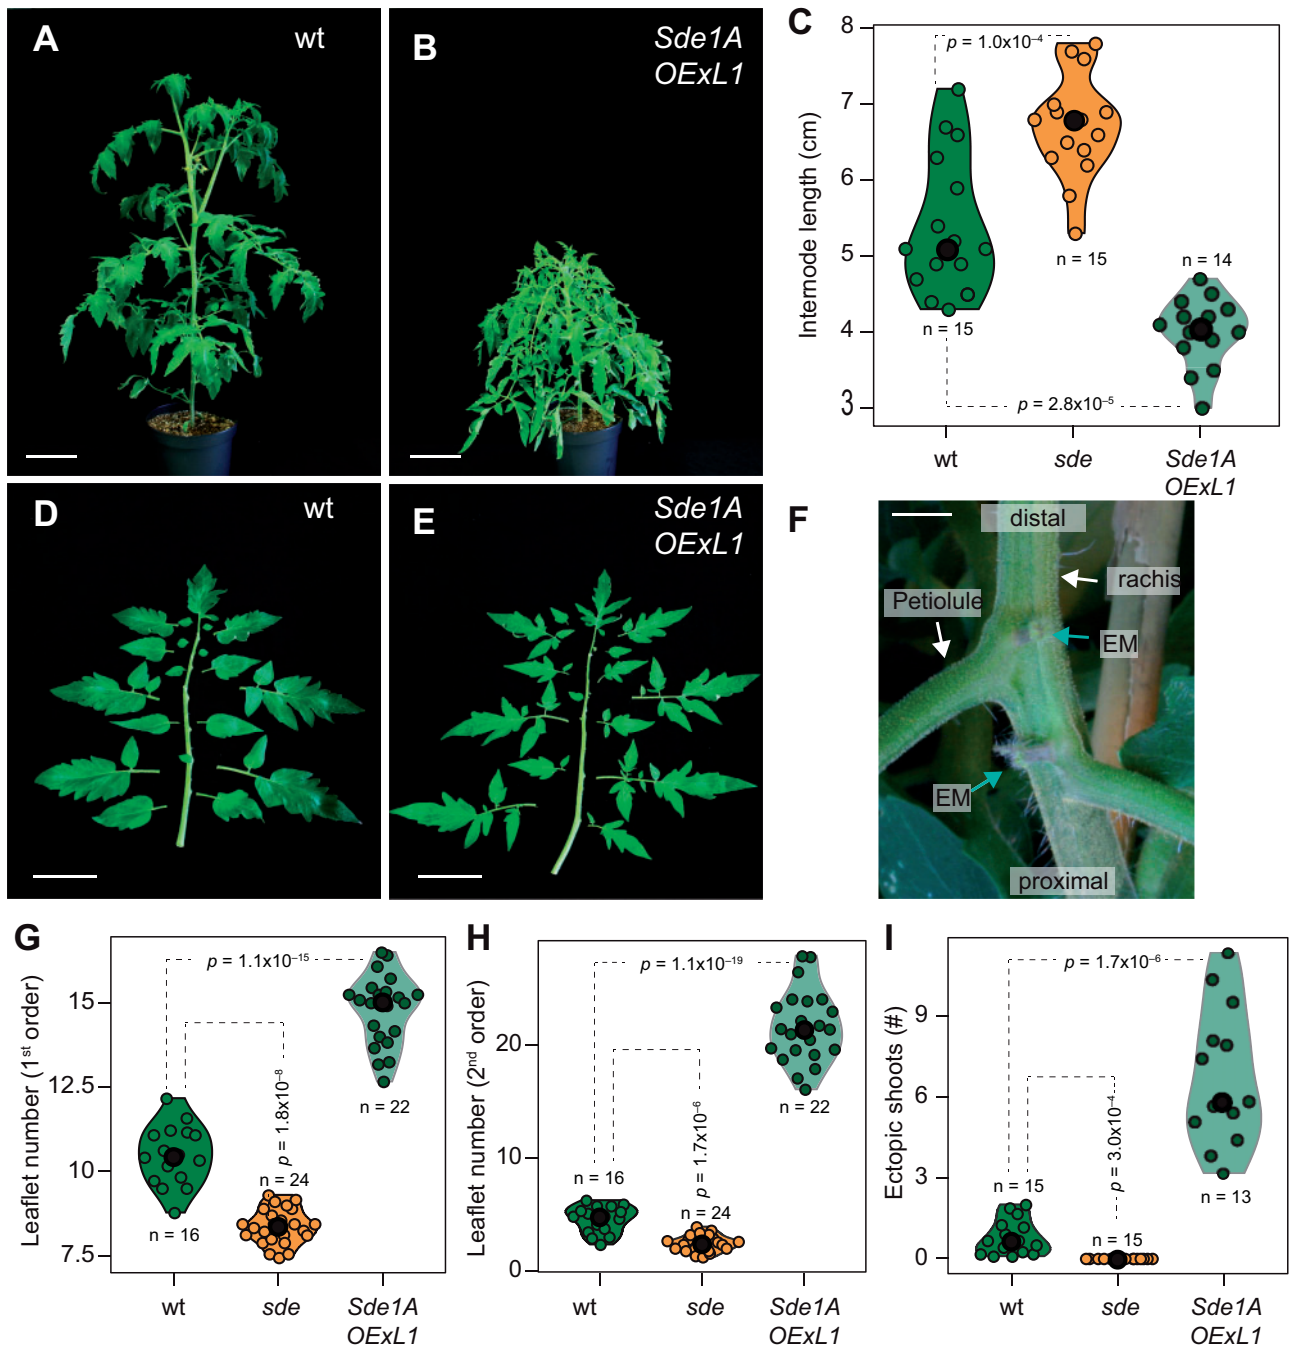 A
wt
B
Sde1A
OExL1
C
Internode length (cm)
8
7
6
5
4
3
p = 1.0x10⁻⁴
n = 15
n = 15
n = 14
p = 2.8x10⁻⁵
wt
sde
Sde1A
OExL1
D
wt
E
Sde1A
OExL1
F
distal
rachis
Petiolule
EM
EM
proximal
G
Leaflet number (1st order)
15
12.5
10
7.5
p = 1.1x10⁻¹⁵
p = 1.8x10⁻⁸
n = 16
n = 24
n = 22
wt
sde
Sde1A
OExL1
H
Leaflet number (2nd order)
20
10
0
p = 1.1x10⁻¹⁹
p = 1.7x10⁻⁶
n = 16
n = 24
n = 22
wt
sde
Sde1A
OExL1
I
Ectopic shoots (#)
9
6
3
0
p = 1.7x10⁻⁶
p = 3.0x10⁻⁴
n = 15
n = 15
n = 13
wt
sde
Sde1A
OExL1